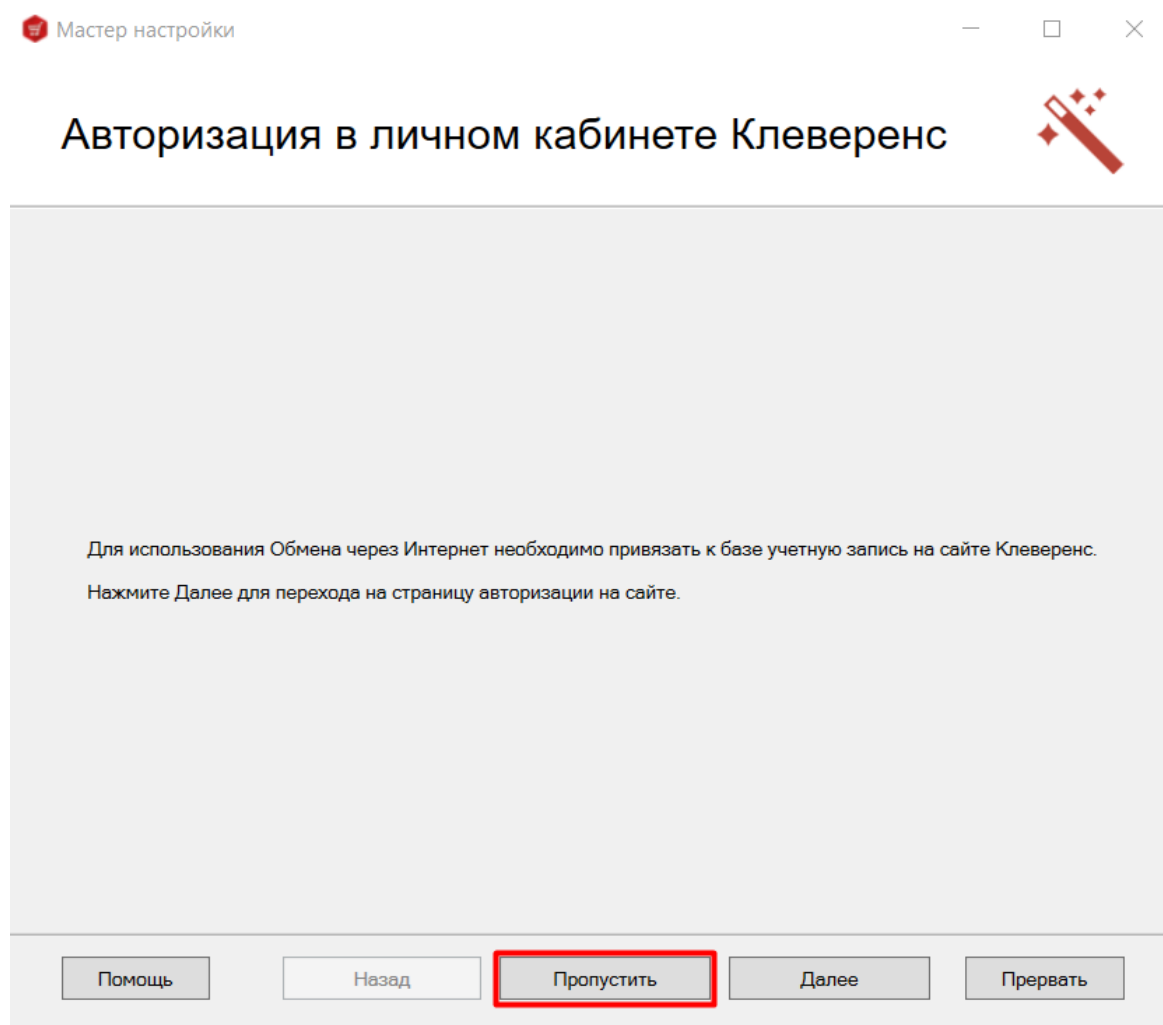 Мастер настройки
Авторизация в личном кабинете Клеверенс
Для использования Обмена через Интернет необходимо привязать к базе учетную запись на сайте Клеверенс.
Нажмите Далее для перехода на страницу авторизации на сайте.
Помощь
Назад
Пропустить
Далее
Прервать